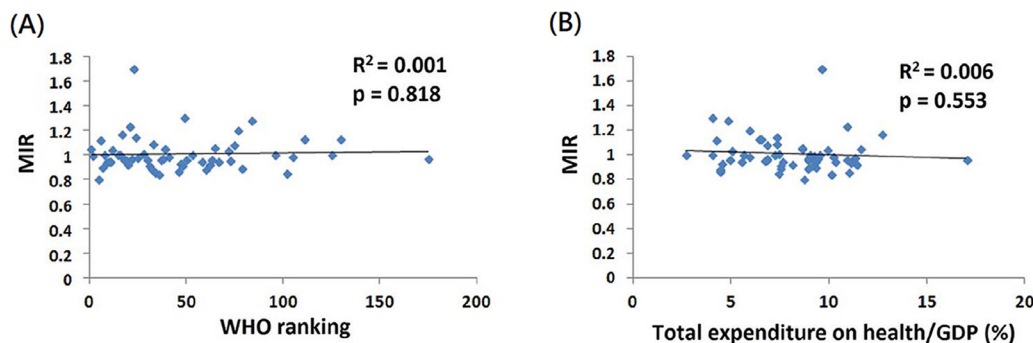 (A)
R² = 0.001
p = 0.818
MIR
1.8
1.6
1.4
1.2
1
0.8
0.6
0.4
0.2
0
0 50 100 150 200
WHO ranking
(B)
R² = 0.006
p = 0.553
MIR
1.8
1.6
1.4
1.2
1
0.8
0.6
0.4
0.2
0
0 5 10 15 20
Total expenditure on health/GDP (%)